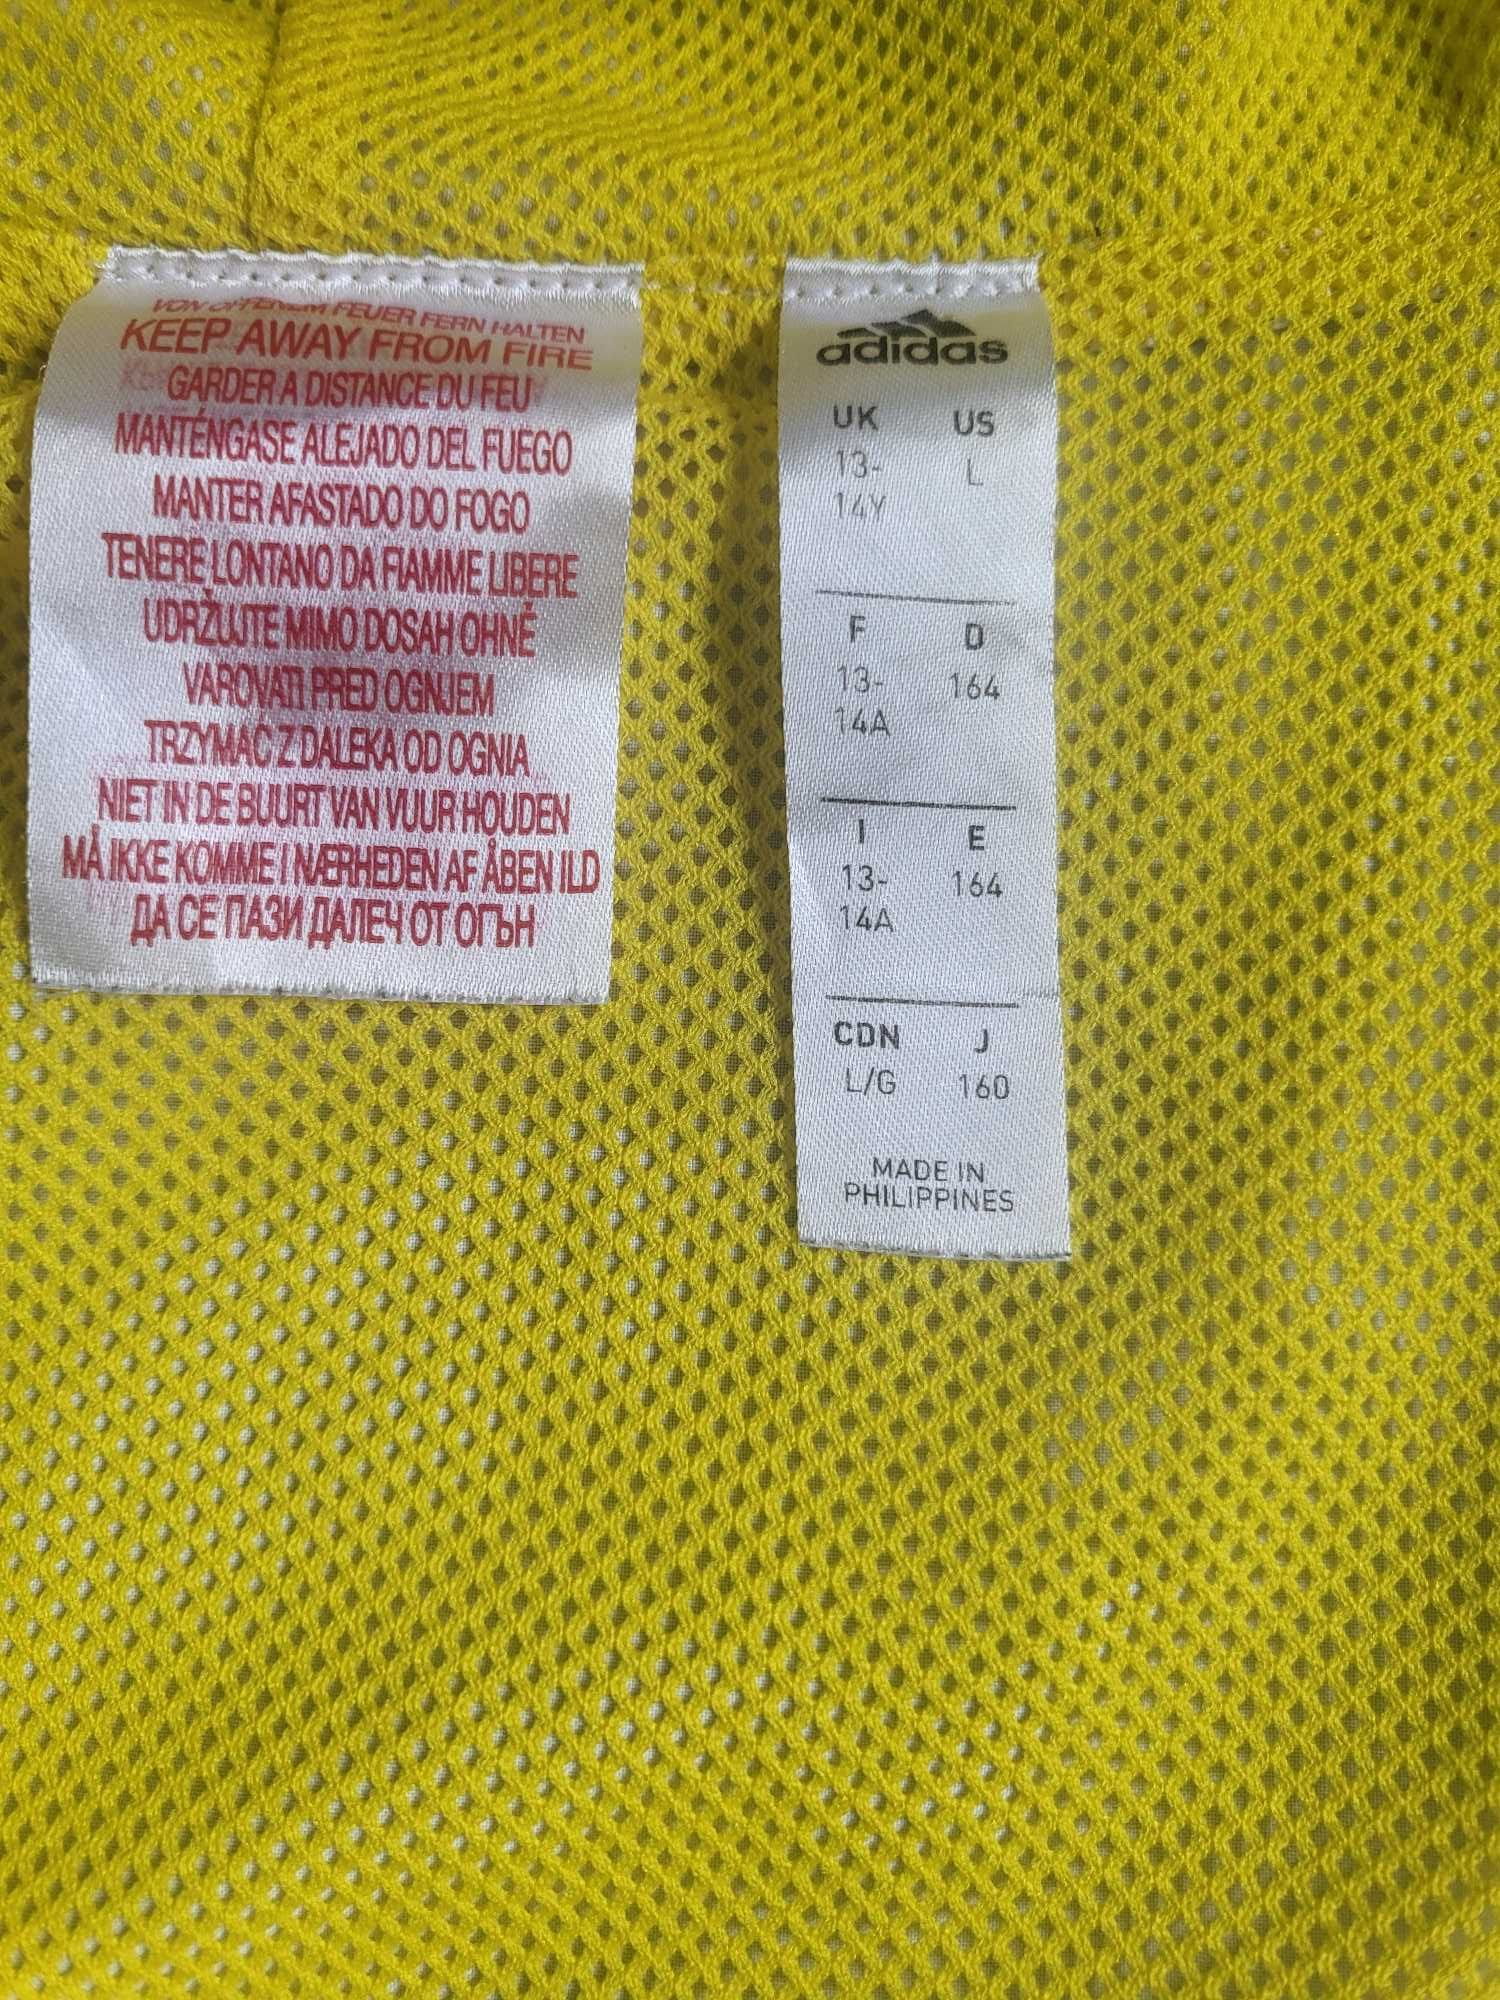 VON OFFENEM FEUER FERN HALTEN
KEEP AWAY FROM FIRE
GARDER A DISTANCE DU FEU
MANTÉNGASE ALEJADO DEL FUEGO
MANTER AFASTADO DO FOGO
TENERE LONTANO DA FIAMME LIBERE
UDRŽUJTE MIMO DOSAH OHNĚ
VAROVATI PRED OGNJEM
TRZYMAĆ Z DALEKA OD OGNIA
NIET IN DE BUURT VAN VUUR HOUDEN
MÅ IKKE KOMME I NÆRHEDEN AF ÅBEN ILD
ДА СЕ ПАЗИ ДАЛЕЧ ОТ ОГЪН
adidas
UK US
13- L
14Y
F D
13- 164
14A
I E
13- 164
14A
CDN J
L/G 160
MADE IN
PHILIPPINES